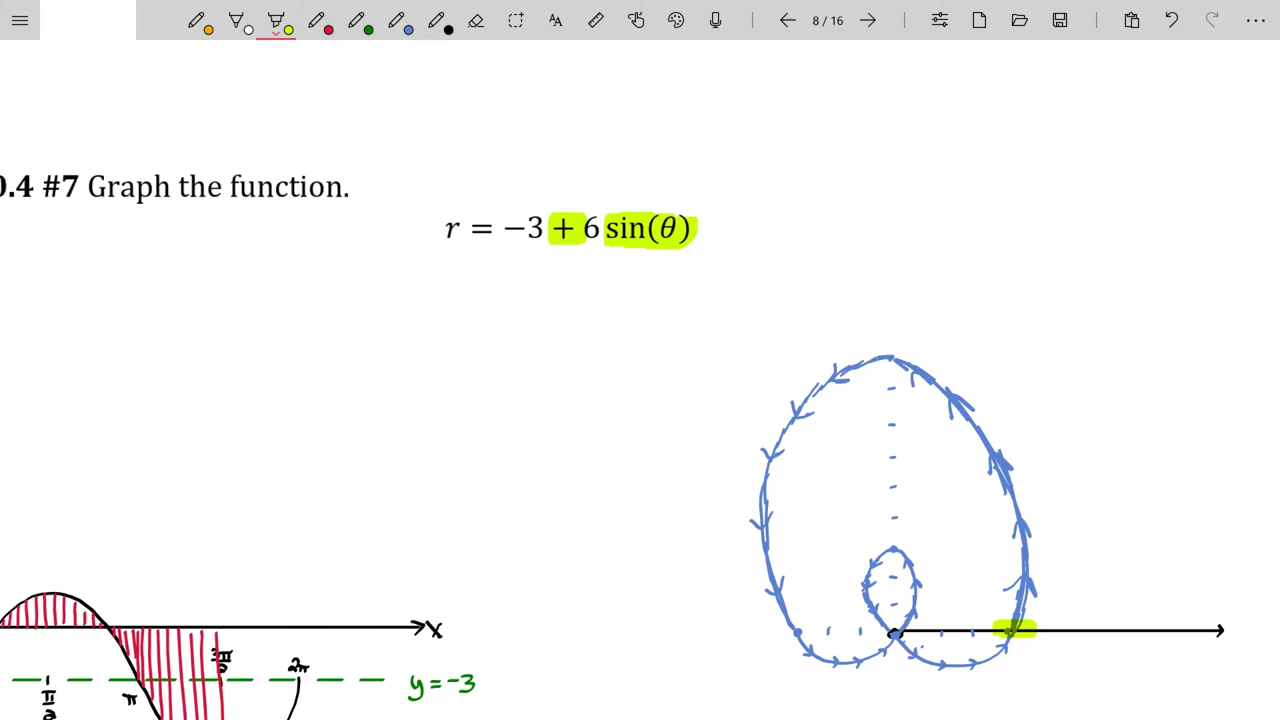 8 / 16
0.4 #7 Graph the function.
r = −3 + 6 sin(θ)
x
3π/2
2π
y = -3
π/2
π